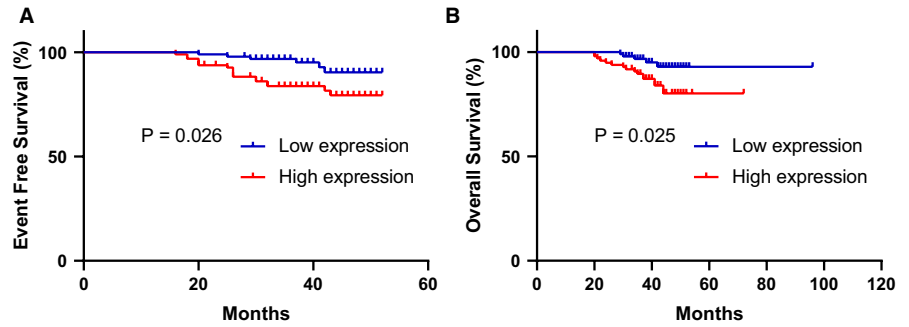 A
Event Free Survival (%)
100
50
0
P = 0.026
Low expression
High expression
0 20 40 60
Months
B
Overall Survival (%)
100
50
0
P = 0.025
Low expression
High expression
0 20 40 60 80 100 120
Months